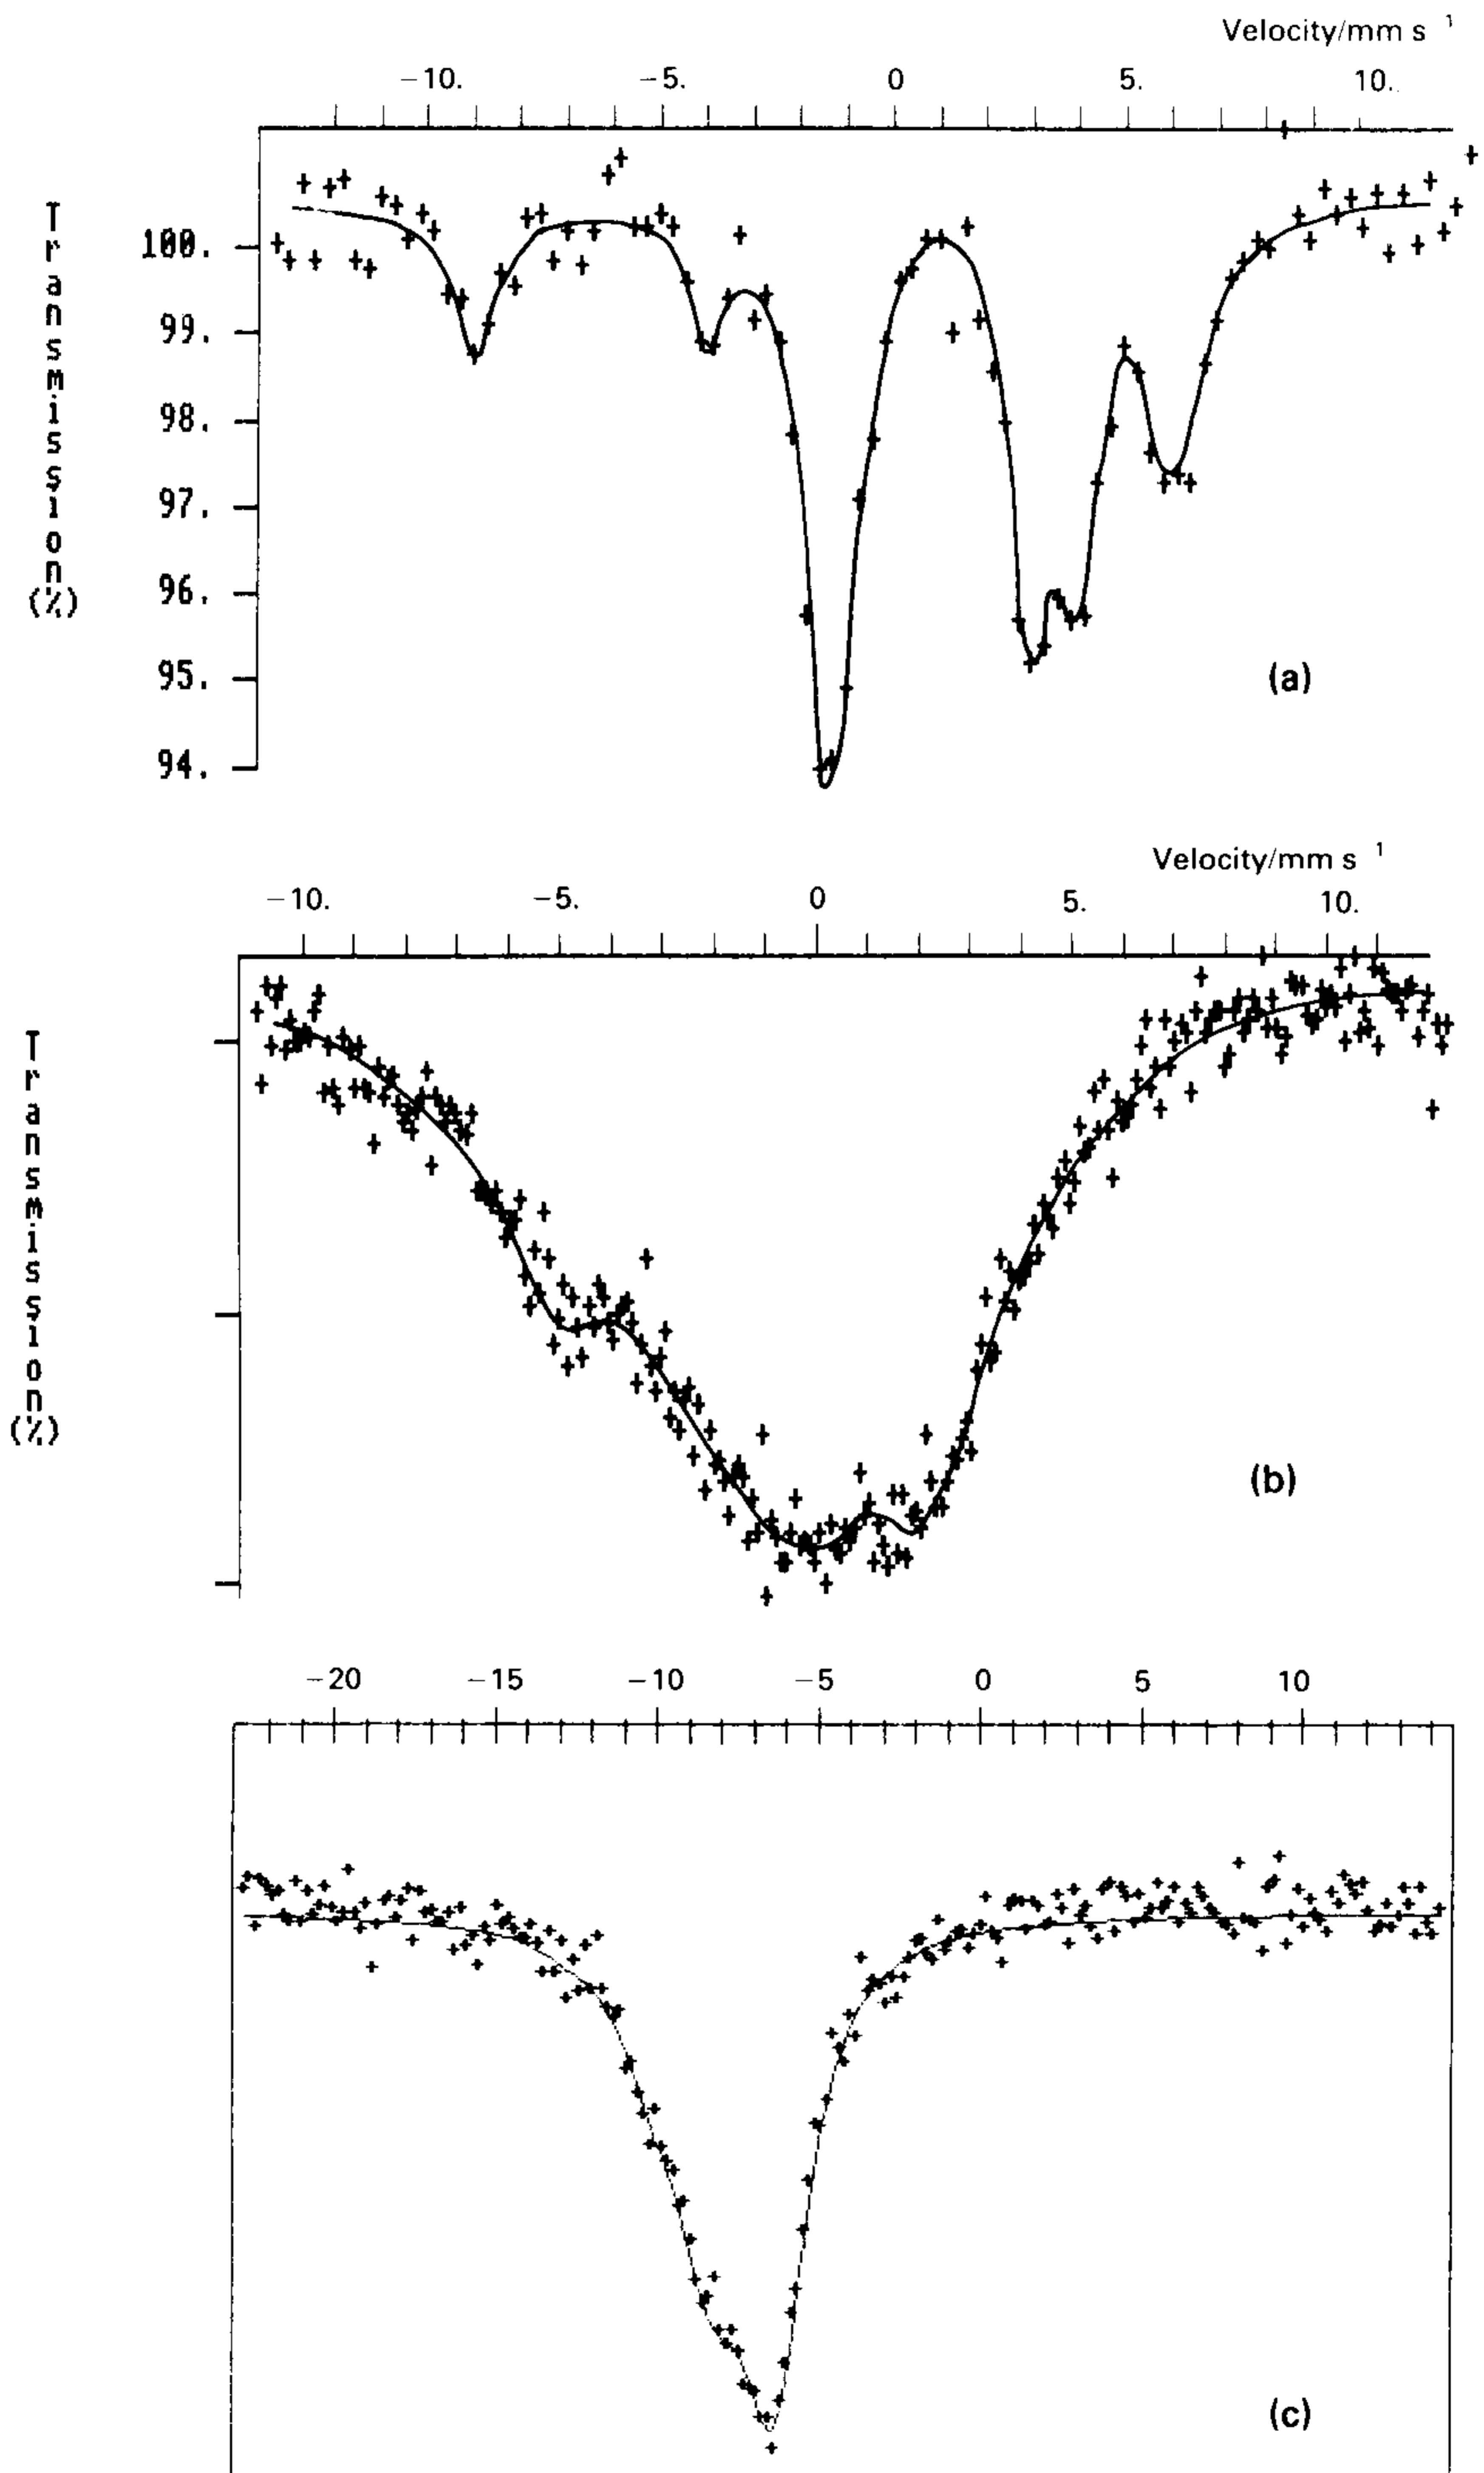 Velocity/mm s 1
−10. −5. 0 5. 10.
Transmission (%)
100.
99.
98.
97.
96.
95.
94.
(a)
Velocity/mm s 1
−10. −5. 0 5. 10.
Transmission (%)
(b)
−20 −15 −10 −5 0 5 10
(c)